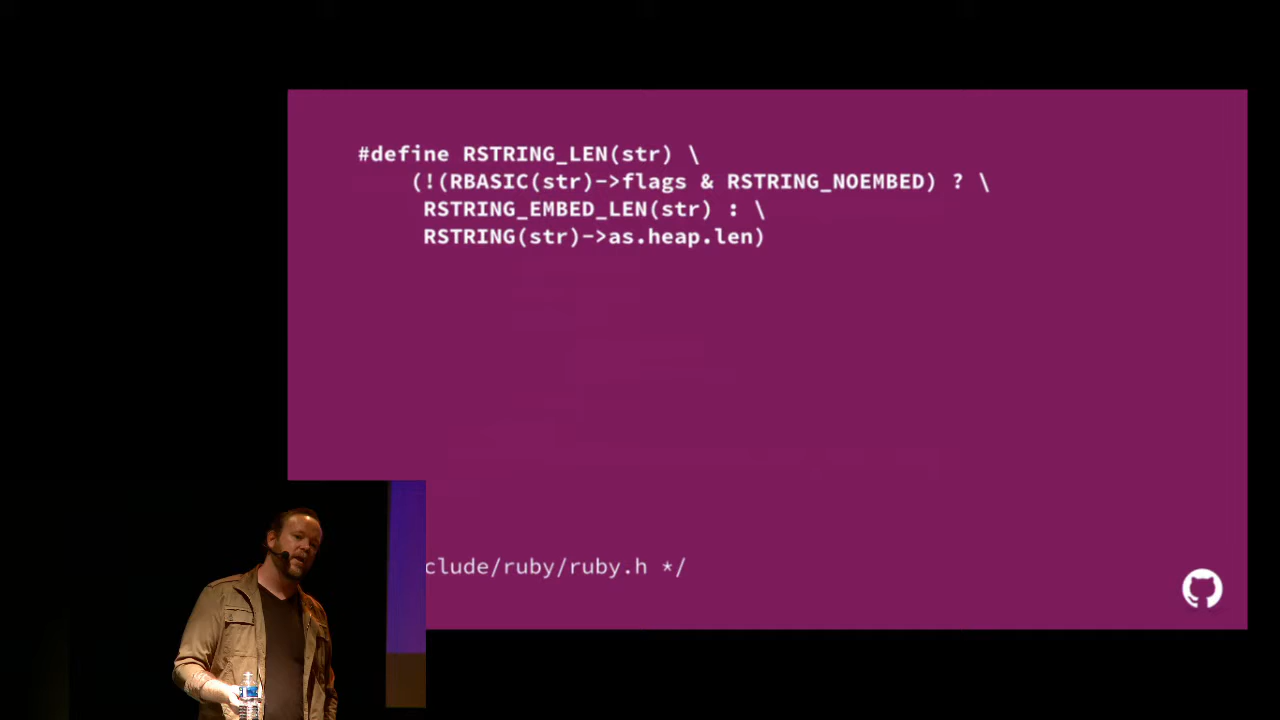 #define RSTRING_LEN(str) \
(!(RBASIC(str)->flags & RSTRING_NOEMBED) ? \
RSTRING_EMBED_LEN(str) : \
RSTRING(str)->as.heap.len)
clude/ruby/ruby.h */